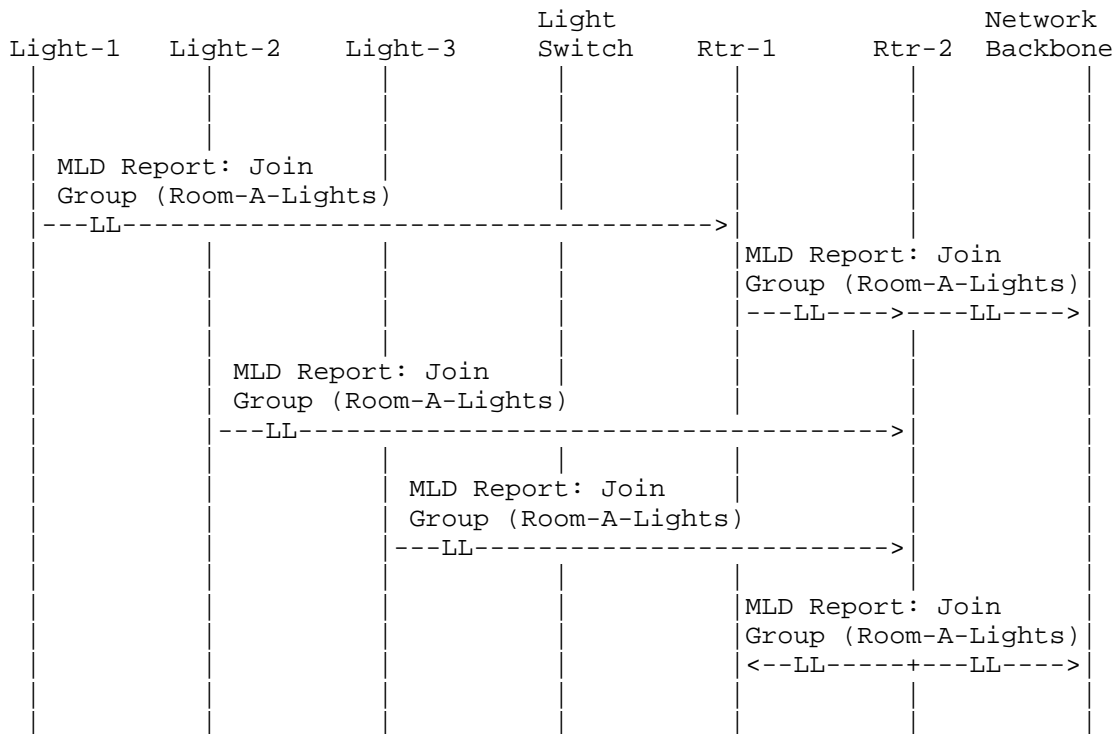 Light Network
Light-1 Light-2 Light-3 Switch Rtr-1 Rtr-2 Backbone
MLD Report: Join
Group (Room-A-Lights)
---LL------------------------------------->
MLD Report: Join
Group (Room-A-Lights)
---LL---->----LL---->
MLD Report: Join
Group (Room-A-Lights)
---LL------------------------------------->
MLD Report: Join
Group (Room-A-Lights)
---LL-------------------------->
MLD Report: Join
Group (Room-A-Lights)
<--LL-----+---LL---->